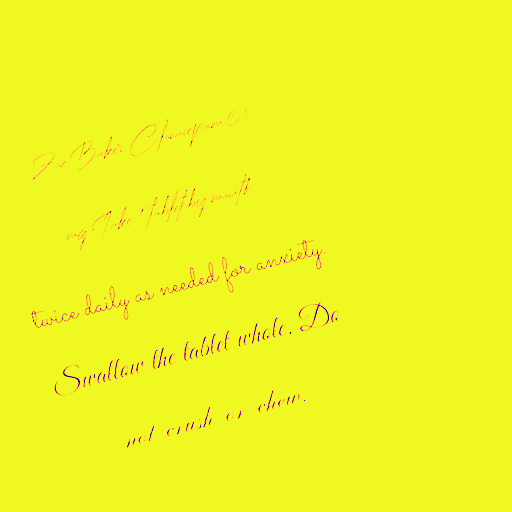 Zoe Baker. Clonazepam 0.5
mg. Take 1 tablet by mouth
twice daily as needed for anxiety.
Swallow the tablet whole. Do
not crush or chew.